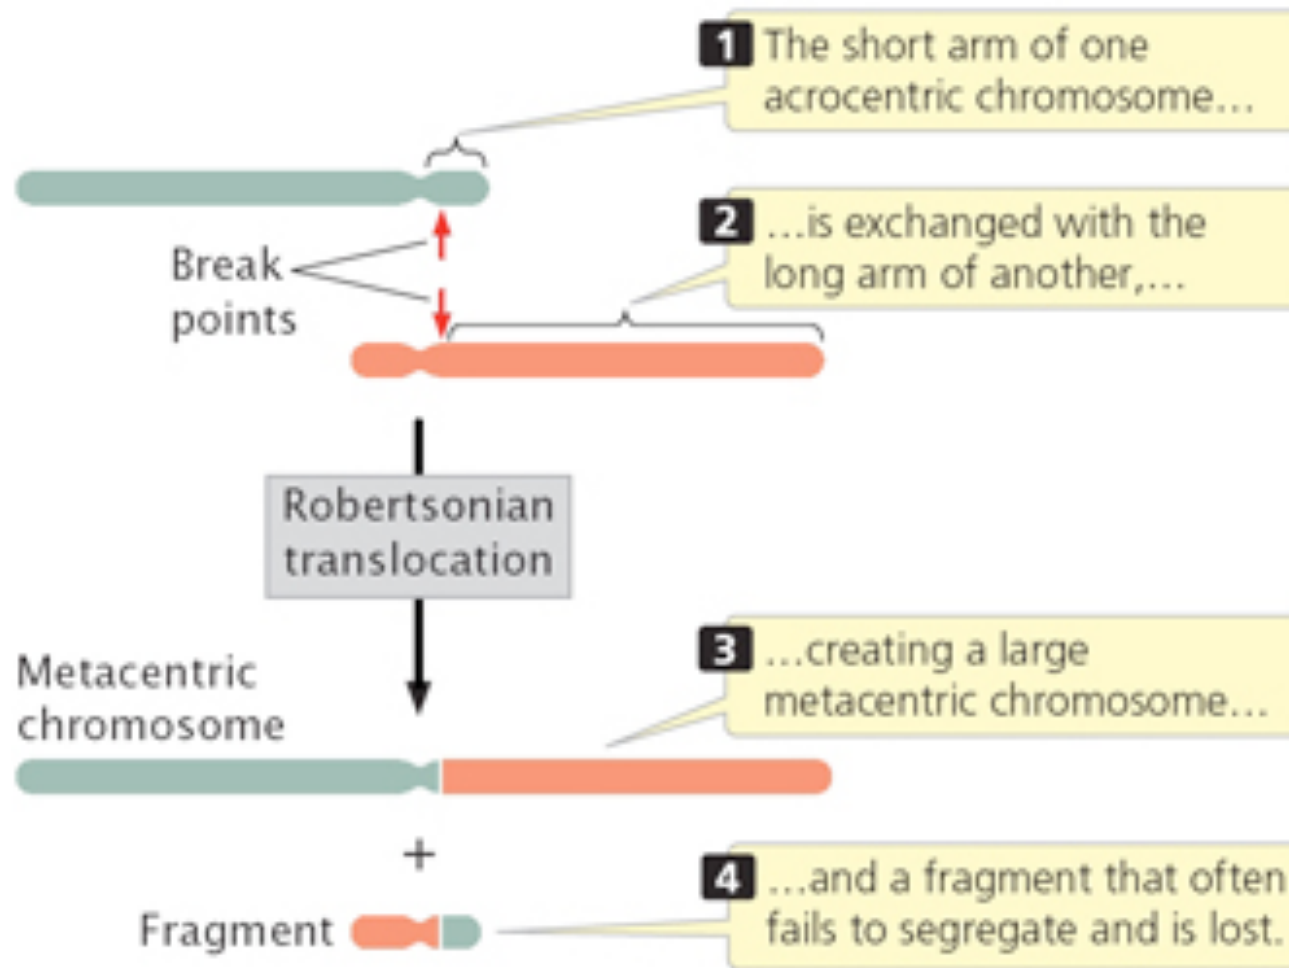 1 The short arm of one
acrocentric chromosome...
2 ...is exchanged with the
long arm of another,...
Break
points
Robertsonian
translocation
3 ...creating a large
metacentric chromosome...
Metacentric
chromosome
+
4 ...and a fragment that often
fails to segregate and is lost.
Fragment